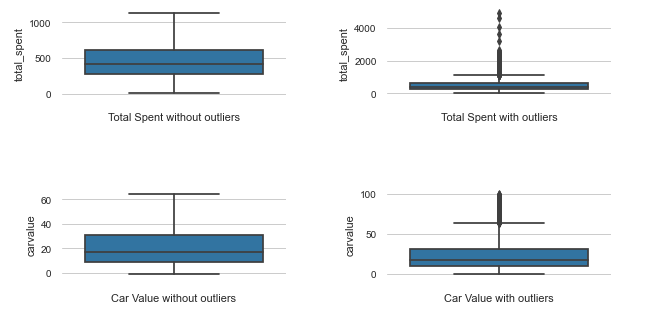 1000
500
0
total_spent
Total Spent without outliers
4000
2000
0
total_spent
Total Spent with outliers
60
40
20
0
carvalue
Car Value without outliers
100
50
0
carvalue
Car Value with outliers